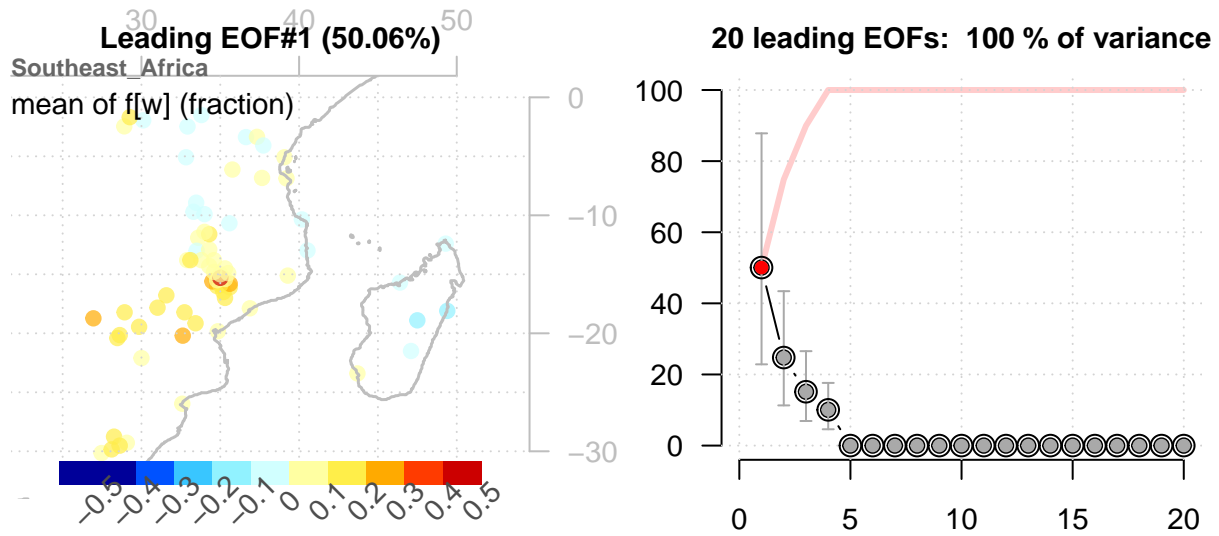 30 40 50
Leading EOF#1 (50.06%)
Southeast_Africa
mean of f[w] (fraction)
0
−10
−20
−30
−0.5 −0.4 −0.3 −0.2 −0.1 0 0.1 0.2 0.3 0.4 0.5
20 leading EOFs: 100 % of variance
100
80
60
40
20
0
0 5 10 15 20